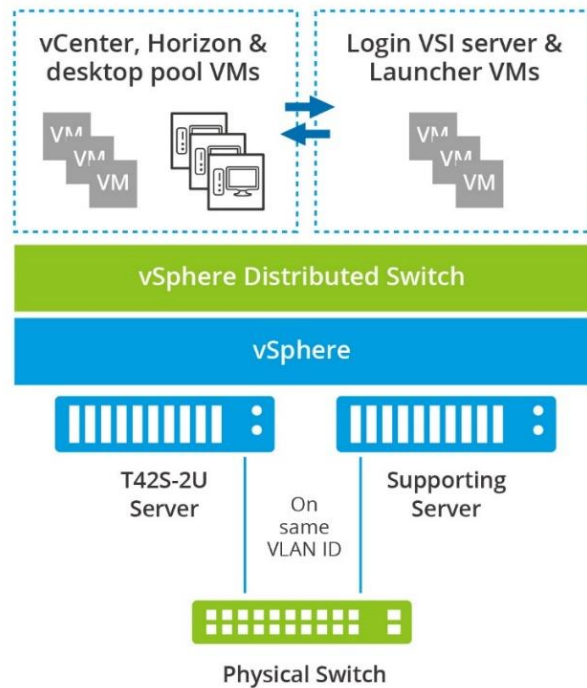 vCenter, Horizon &
desktop pool VMs
Login VSI server &
Launcher VMs
VM
VM
VM
VM
VM
VM
vSphere Distributed Switch
vSphere
T42S-2U
Server
On
same
VLAN ID
Supporting
Server
Physical Switch